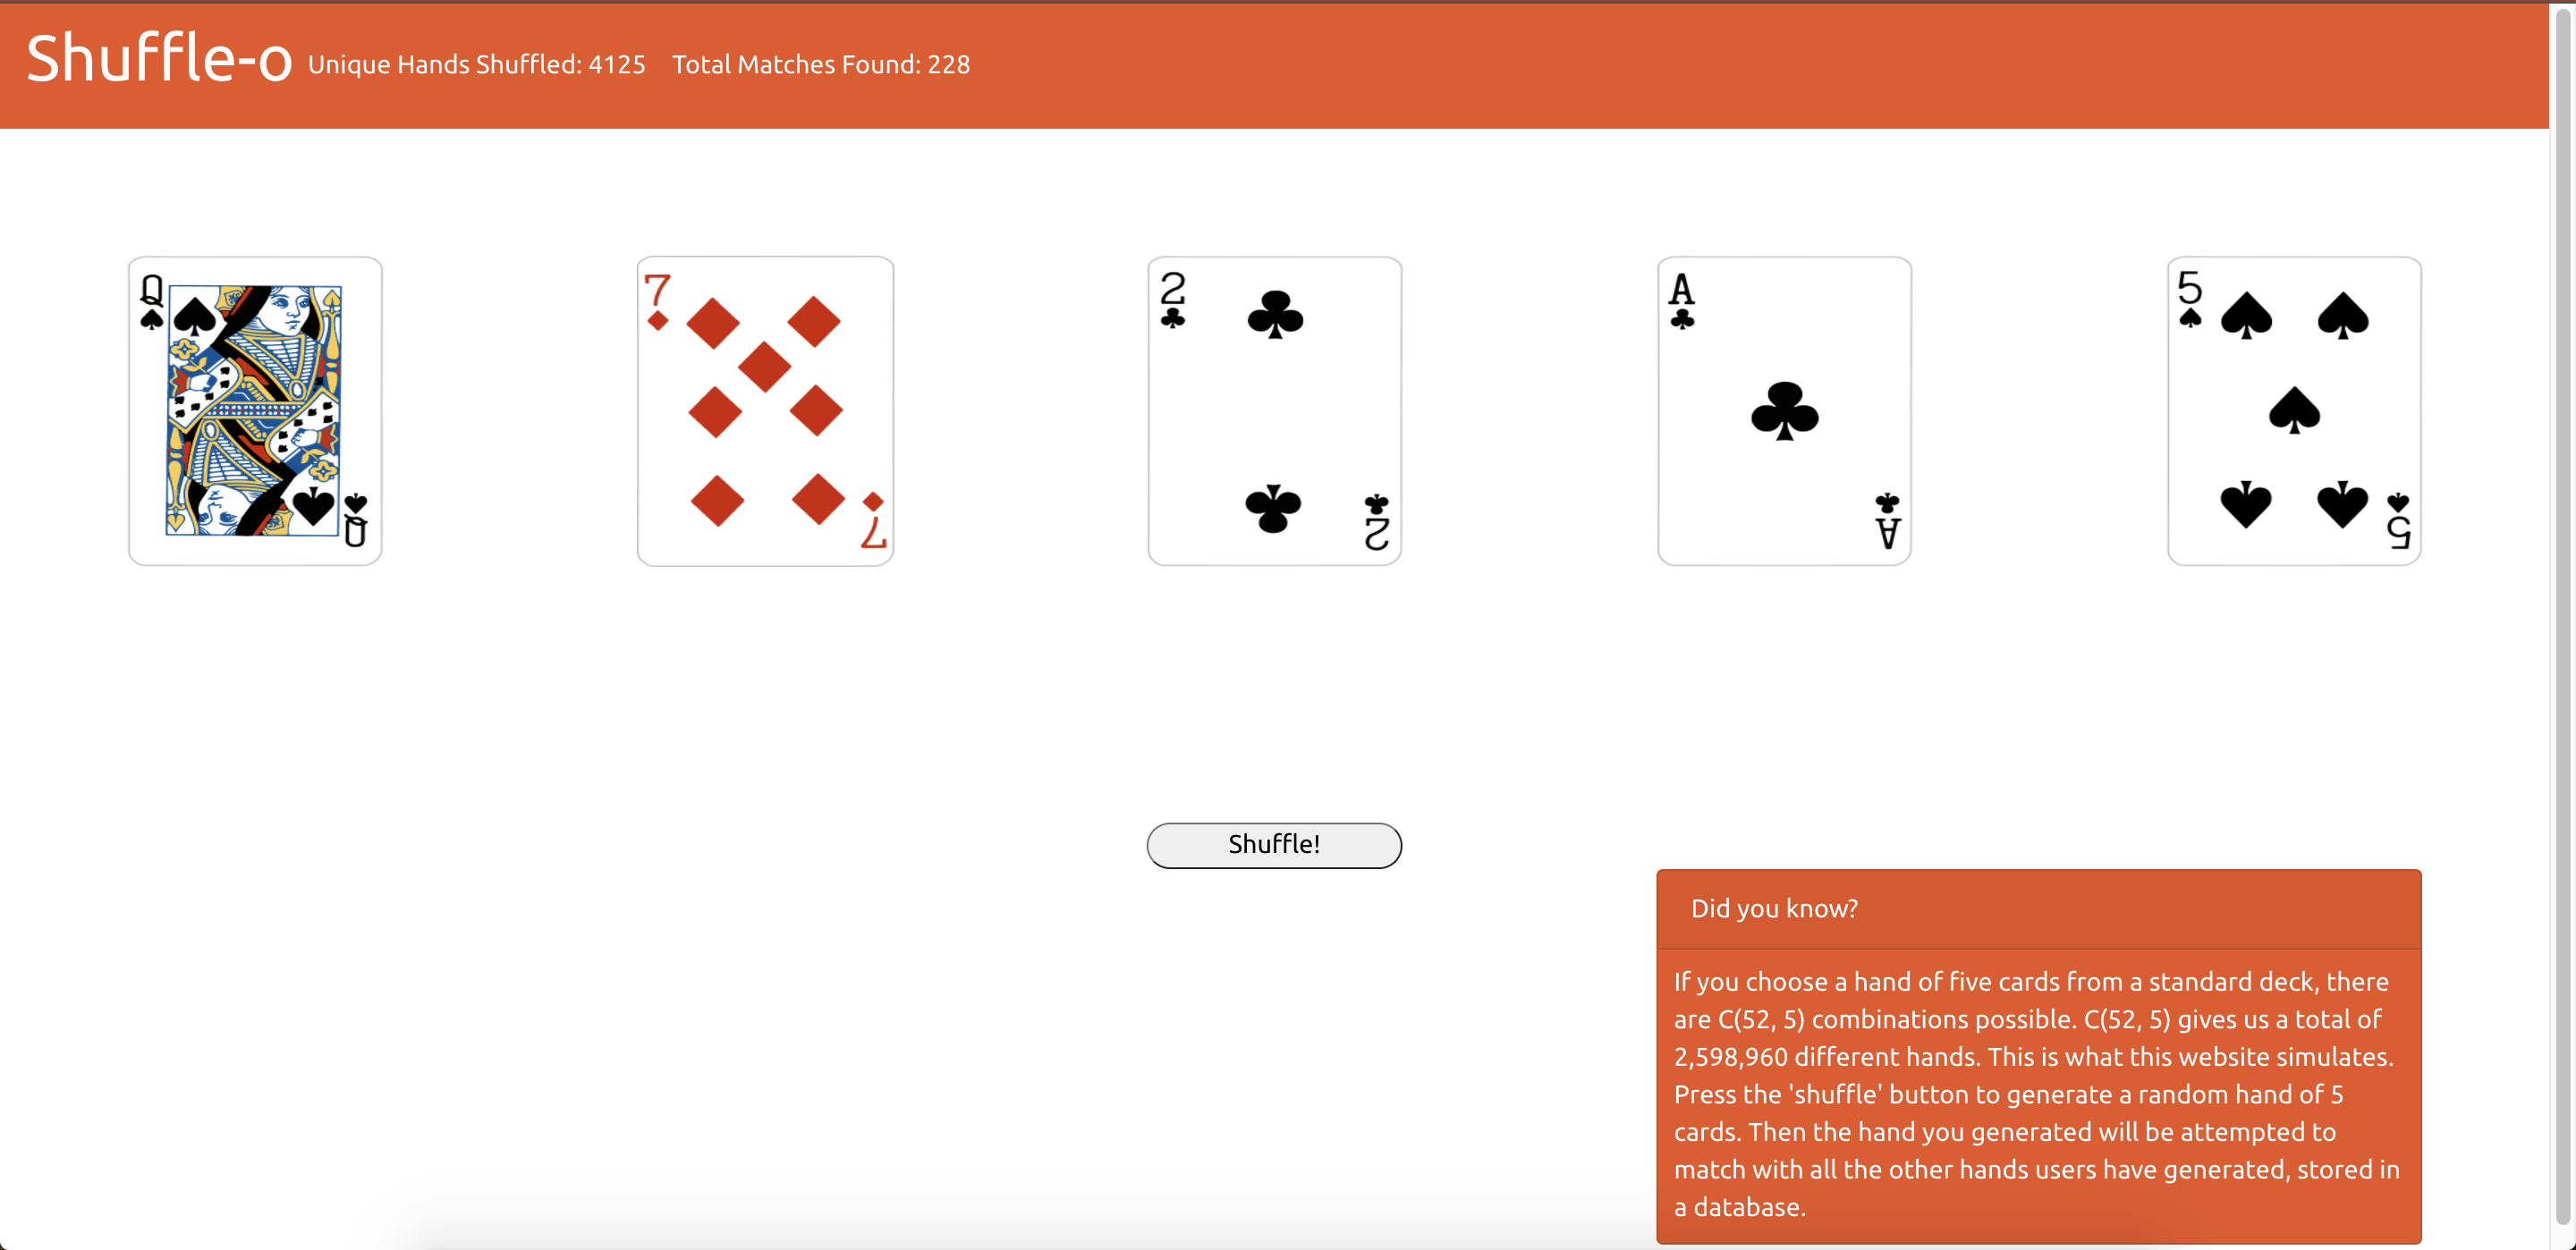 Shuffle-o Unique Hands Shuffled: 4125 Total Matches Found: 228
Q 7 2 A 5
Q 7 2 A 5
Shuffle!
Did you know?
If you choose a hand of five cards from a standard deck, there
are C(52, 5) combinations possible. C(52, 5) gives us a total of
2,598,960 different hands. This is what this website simulates.
Press the 'shuffle' button to generate a random hand of 5
cards. Then the hand you generated will be attempted to
match with all the other hands users have generated, stored in
a database.